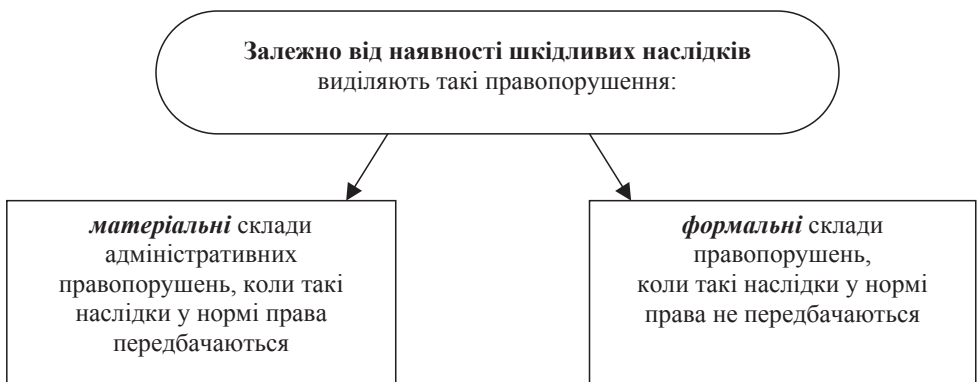 Залежно від наявності шкідливих наслідків
виділяють такі правопорушення:
матеріальні склади
адміністративних
правопорушень, коли такі
наслідки у нормі права
передбачаються
формальні склади
правопорушень,
коли такі наслідки у нормі
права не передбачаються